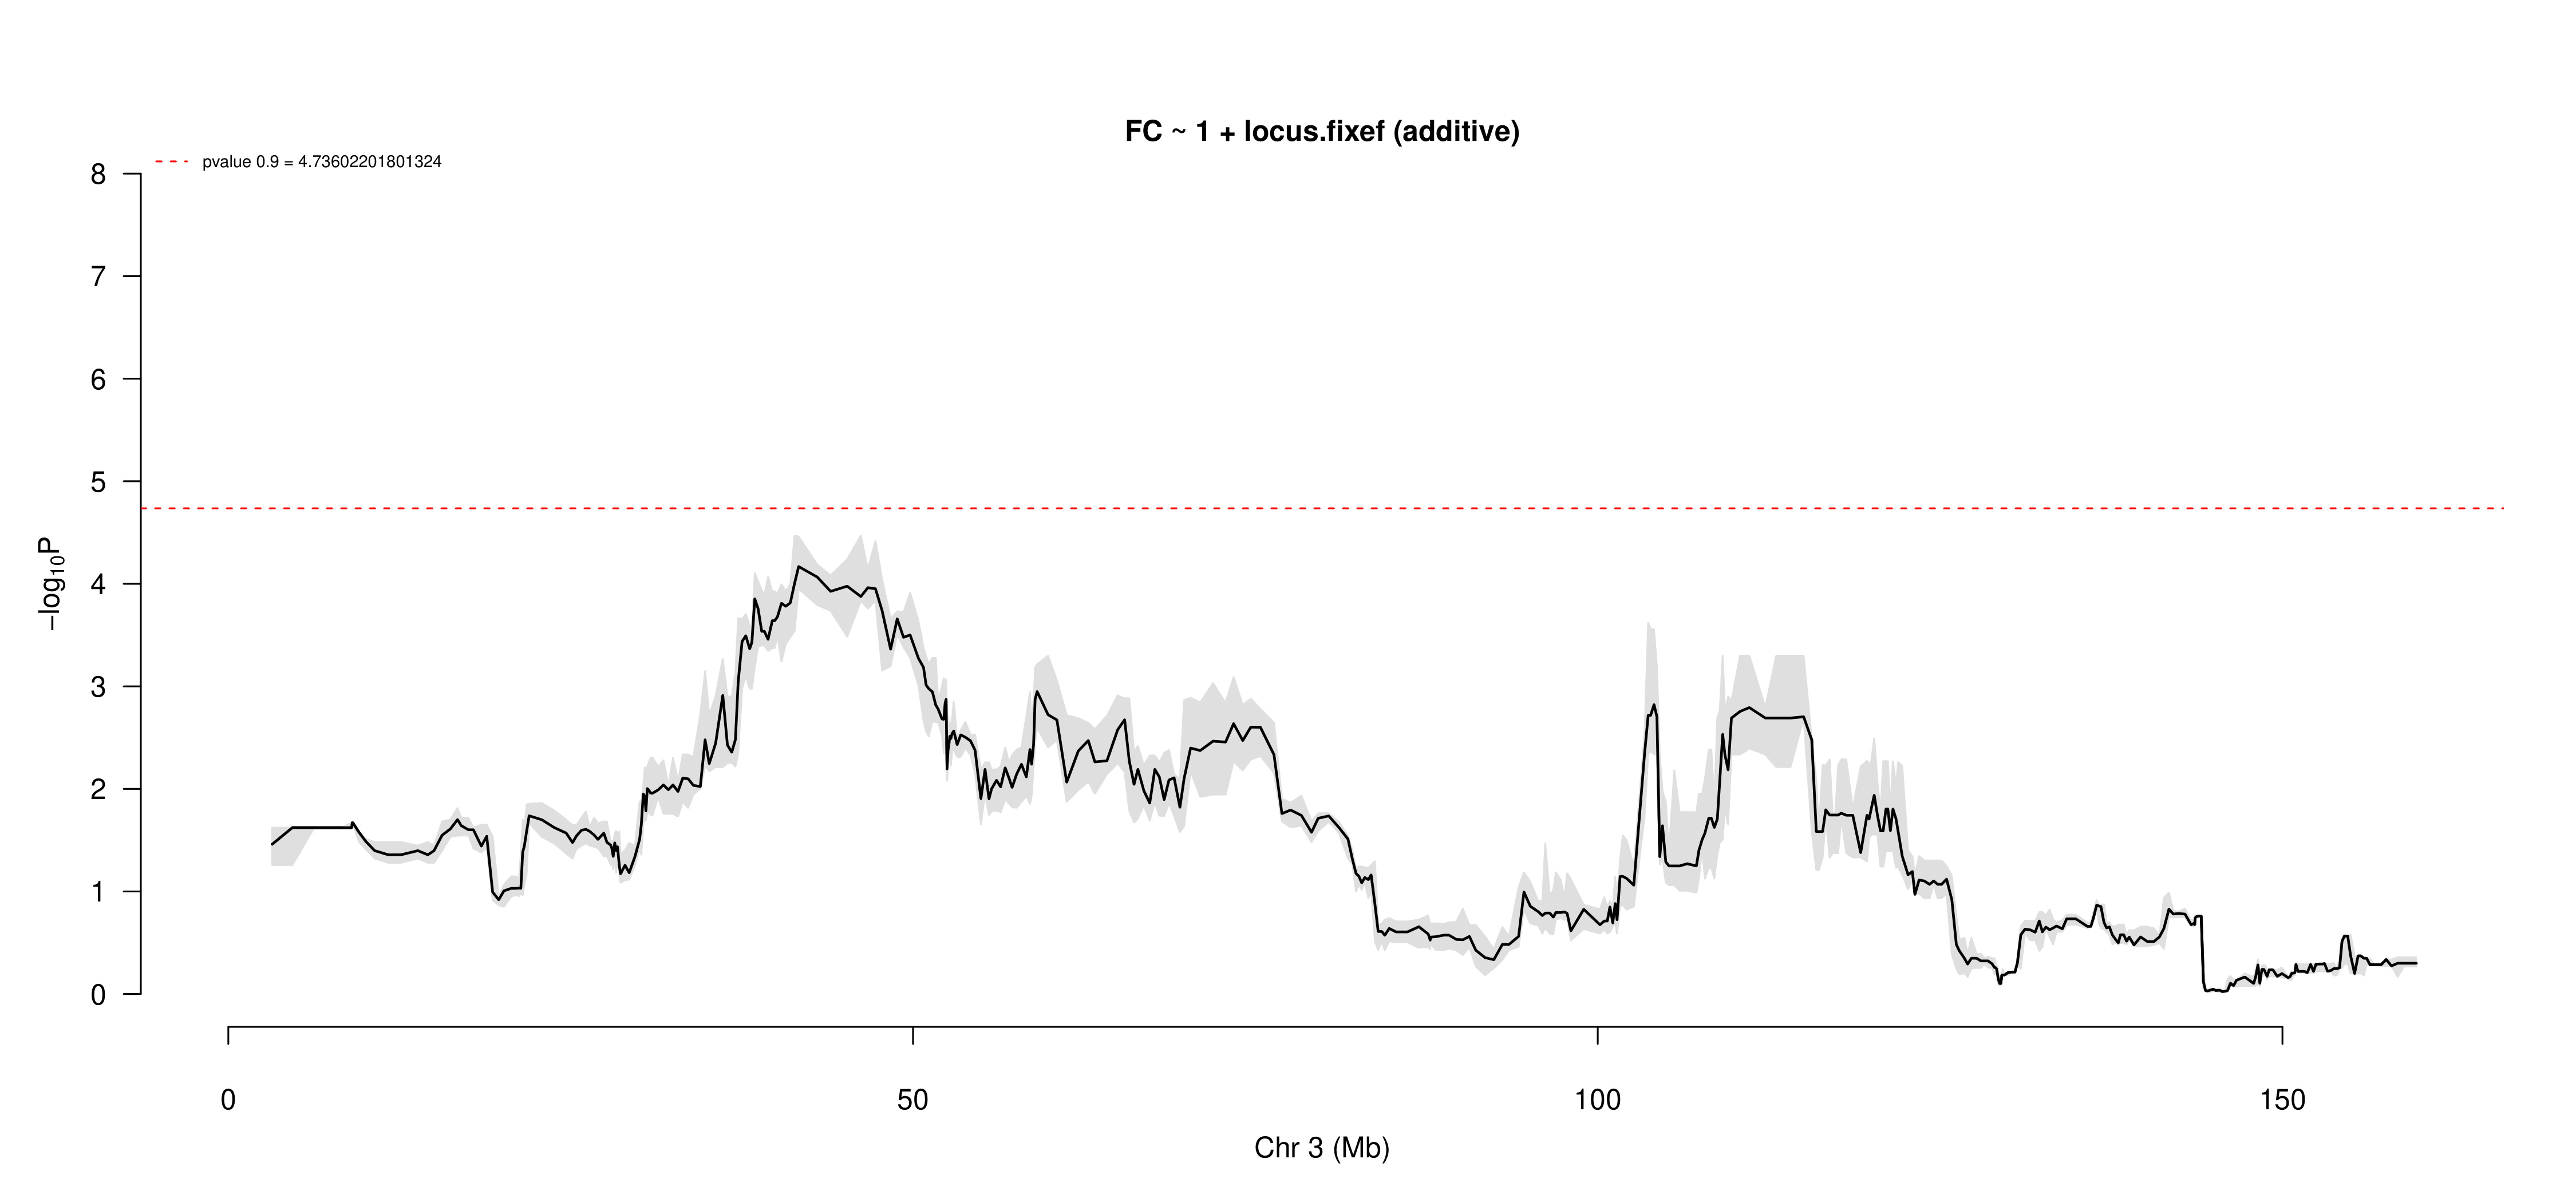 FC ~ 1 + locus.fixef (additive)
pvalue 0.9 = 4.73602201801324
8
7
6
5
4
3
2
1
0
−log10P
0 50 100 150
Chr 3 (Mb)